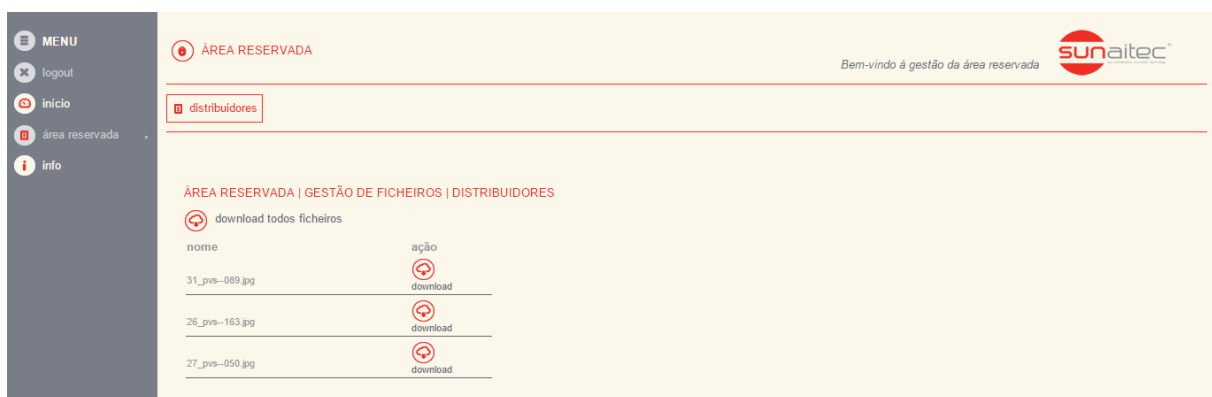 MENU
logout
início
área reservada
info
ÁREA RESERVADA
Bem-vindo à gestão da área reservada
sunaitec
distribuidores
ÁREA RESERVADA | GESTÃO DE FICHEIROS | DISTRIBUIDORES
download todos ficheiros
nome ação
31_pvs--089.jpg download
26_pvs--163.jpg download
27_pvs--050.jpg download